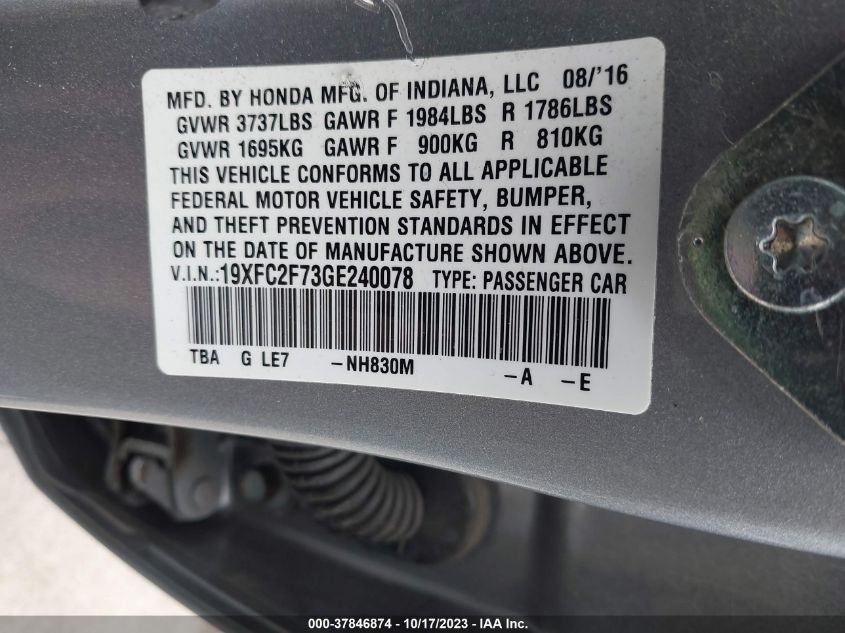 MFD. BY HONDA MFG. OF INDIANA, LLC 08/'16
GVWR 3737LBS GAWR F 1984LBS R 1786LBS
GVWR 1695KG GAWR F 900KG R 810KG
THIS VEHICLE CONFORMS TO ALL APPLICABLE
FEDERAL MOTOR VEHICLE SAFETY, BUMPER,
AND THEFT PREVENTION STANDARDS IN EFFECT
ON THE DATE OF MANUFACTURE SHOWN ABOVE.
V.I.N.:19XFC2F73GE240078 TYPE: PASSENGER CAR
TBA G LE7 -NH830M -A -E
000-37846874 / 10/17/2023 - IAA Inc.